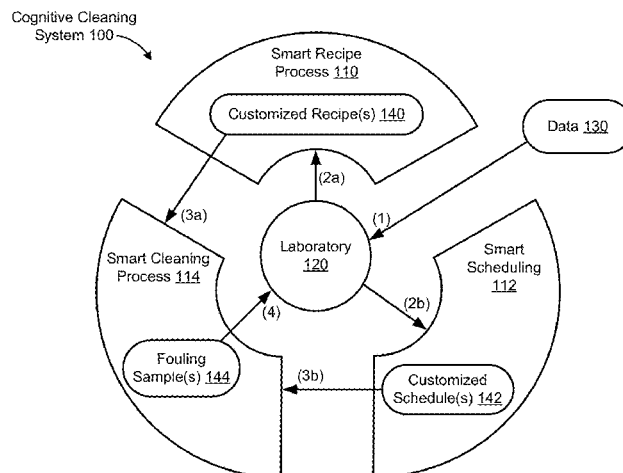 Cognitive Cleaning
System 100
Smart Recipe
Process 110
Customized Recipe(s) 140
Data 130
(2a)
(3a)
(1)
Laboratory
120
Smart Cleaning
Process 114
Smart
Scheduling
112
(2b)
(4)
Fouling
Sample(s) 144
(3b)
Customized
Schedule(s) 142